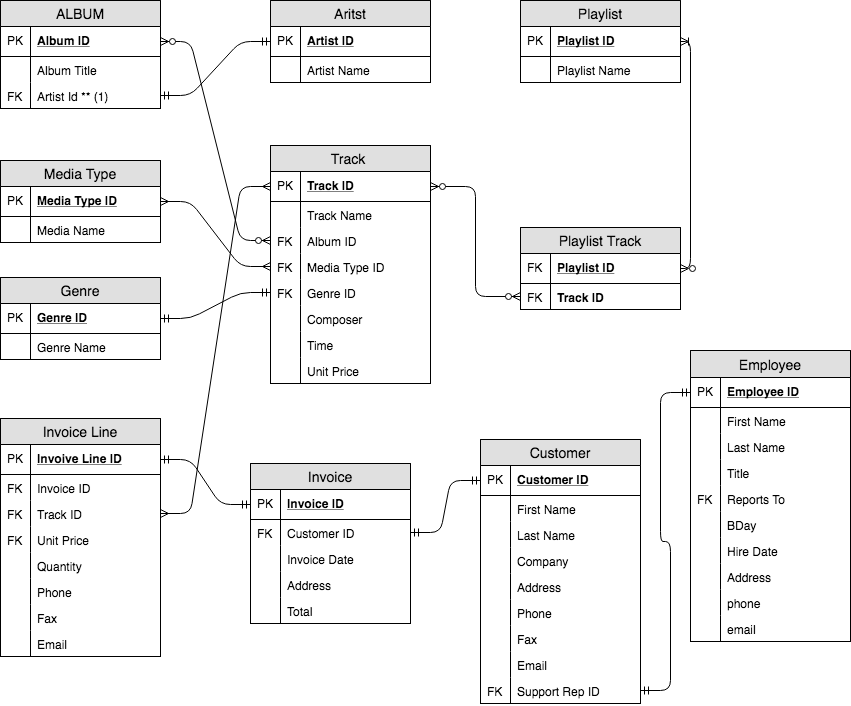 ALBUM
PK Album ID
Album Title
FK Artist Id ** (1)
Aritst
PK Artist ID
Artist Name
Playlist
PK Playlist ID
Playlist Name
Media Type
PK Media Type ID
Media Name
Track
PK Track ID
Track Name
FK Album ID
FK Media Type ID
FK Genre ID
Composer
Time
Unit Price
Playlist Track
FK Playlist ID
FK Track ID
Genre
PK Genre ID
Genre Name
Invoice Line
PK Invoive Line ID
FK Invoice ID
FK Track ID
FK Unit Price
Quantity
Phone
Fax
Email
Invoice
PK Invoice ID
FK Customer ID
Invoice Date
Address
Total
Customer
PK Customer ID
First Name
Last Name
Company
Address
Phone
Fax
Email
FK Support Rep ID
Employee
PK Employee ID
First Name
Last Name
Title
FK Reports To
BDay
Hire Date
Address
phone
email